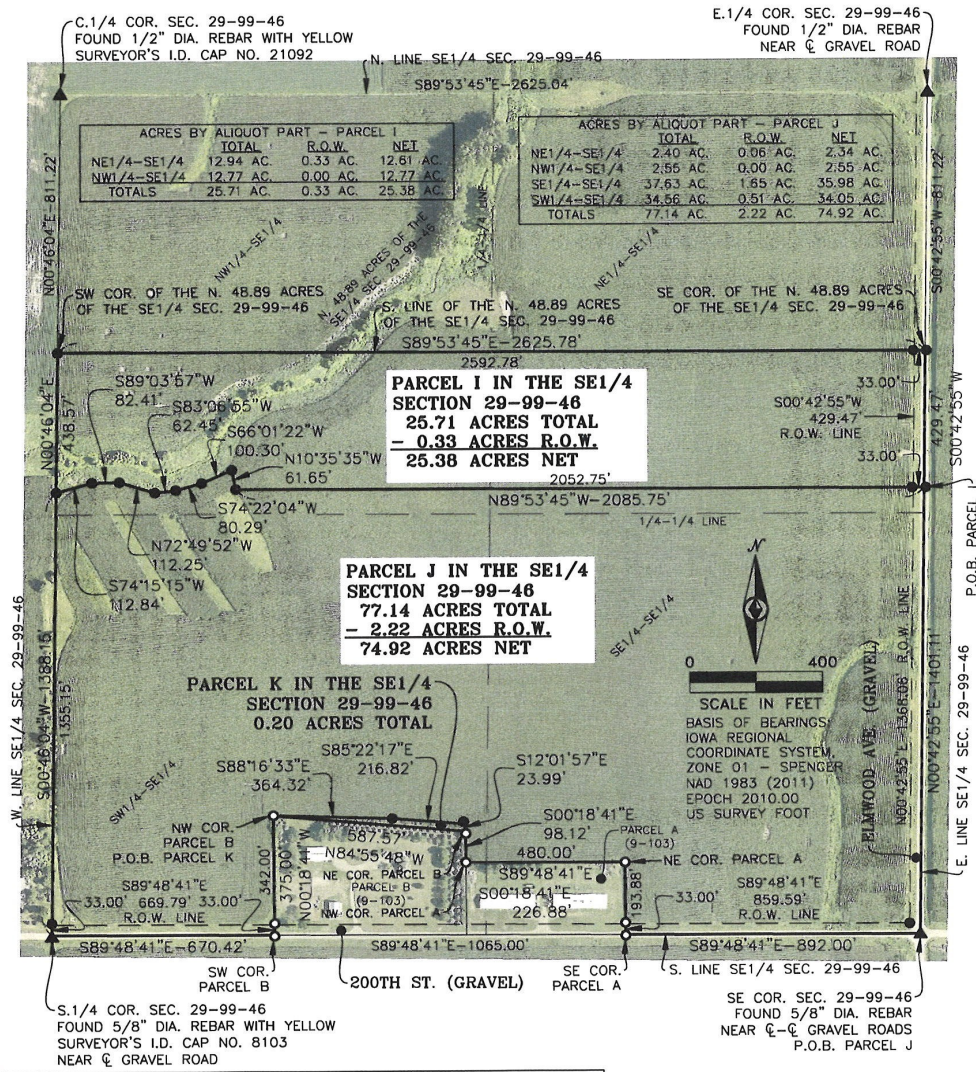 C.1/4 COR. SEC. 29-99-46
FOUND 1/2" DIA. REBAR WITH YELLOW
SURVEYOR'S I.D. CAP NO. 21092
E.1/4 COR. SEC. 29-99-46
FOUND 1/2" DIA. REBAR
NEAR ℄ GRAVEL ROAD
N. LINE SE1/4 SEC. 29-99-46
S89°53'45"E-2625.04'
ACRES BY ALIQUOT PART - PARCEL I
TOTAL R.O.W. NET
NE1/4-SE1/4 12.94 AC. 0.33 AC. 12.61 AC.
NW1/4-SE1/4 12.77 AC. 0.00 AC. 12.77 AC.
TOTALS 25.71 AC. 0.33 AC. 25.38 AC.
ACRES BY ALIQUOT PART - PARCEL J
TOTAL R.O.W. NET
NE1/4-SE1/4 2.40 AC. 0.06 AC. 2.34 AC.
NW1/4-SE1/4 2.55 AC. 0.00 AC. 2.55 AC.
SE1/4-SE1/4 37.63 AC. 1.65 AC. 35.98 AC.
SW1/4-SE1/4 34.56 AC. 0.51 AC. 34.05 AC.
TOTALS 77.14 AC. 2.22 AC. 74.92 AC.
N00°46'04"E-811.22'
S00°42'55"W-811.22'
NW1/4-SE1/4
N. 48.89 ACRES OF THE
SE1/4 SEC. 29-99-46
1/4-1/4 LINE
NE1/4-SE1/4
SW COR. OF THE N. 48.89 ACRES
OF THE SE1/4 SEC. 29-99-46
S. LINE OF THE N. 48.89 ACRES
OF THE SE1/4 SEC. 29-99-46
SE COR. OF THE N. 48.89 ACRES
OF THE SE1/4 SEC. 29-99-46
S89°53'45"E-2625.78'
2592.78'
PARCEL I IN THE SE1/4
SECTION 29-99-46
25.71 ACRES TOTAL
- 0.33 ACRES R.O.W.
25.38 ACRES NET
33.00'
S00°42'55"W
429.47'
R.O.W. LINE
33.00'
429.47'
S00°42'55"W
P.O.B. PARCEL I
N00°46'04"E
438.57'
S89°03'57"W
82.41'
S83°06'55"W
62.45'
S66°01'22"W
100.30'
N10°35'35"W
61.65'
2052.75'
N89°53'45"W-2085.75'
S74°22'04"W
80.29'
N72°49'52"W
112.25'
S74°15'15"W
112.84'
1/4-1/4 LINE
PARCEL J IN THE SE1/4
SECTION 29-99-46
77.14 ACRES TOTAL
- 2.22 ACRES R.O.W.
74.92 ACRES NET
SE1/4-SE1/4
N
0 400
SCALE IN FEET
BASIS OF BEARINGS:
IOWA REGIONAL
COORDINATE SYSTEM,
ZONE 01 - SPENCER
NAD 1983 (2011)
EPOCH 2010.00
US SURVEY FOOT
W. LINE SE1/4 SEC. 29-99-46
S00°46'04"W-1388.15'
1355.15'
SW1/4-SE1/4
N00°42'55"E-1368.08' R.O.W. LINE
ELMWOOD AVE. (GRAVEL)
N00°42'55"E-1401.11'
E. LINE SE1/4 SEC. 29-99-46
PARCEL K IN THE SE1/4
SECTION 29-99-46
0.20 ACRES TOTAL
S85°22'17"E
216.82'
S88°16'33"E
364.32'
S12°01'57"E
23.99'
S00°18'41"E
98.12'
NW COR.
PARCEL B
P.O.B. PARCEL K
587.57'
N84°55'48"W
NE COR. PARCEL B
PARCEL B
(9-103)
NW COR. PARCEL A
342.00'
375.00'
N00°18'41"W
480.00'
S89°48'41"E
S00°18'41"E
226.88'
PARCEL A
(9-103)
NE COR. PARCEL A
193.88'
S89°48'41"E
33.00' 669.79' 33.00'
R.O.W. LINE
33.00'
S89°48'41"E
859.59'
R.O.W. LINE
S89°48'41"E-670.42'
S89°48'41"E-1065.00'
S89°48'41"E-892.00'
SW COR.
PARCEL B
200TH ST. (GRAVEL)
SE COR.
PARCEL A
S. LINE SE1/4 SEC. 29-99-46
S.1/4 COR. SEC. 29-99-46
FOUND 5/8" DIA. REBAR WITH YELLOW
SURVEYOR'S I.D. CAP NO. 8103
NEAR ℄ GRAVEL ROAD
SE COR. SEC. 29-99-46
FOUND 5/8" DIA. REBAR
NEAR ℄-℄ GRAVEL ROADS
P.O.B. PARCEL J